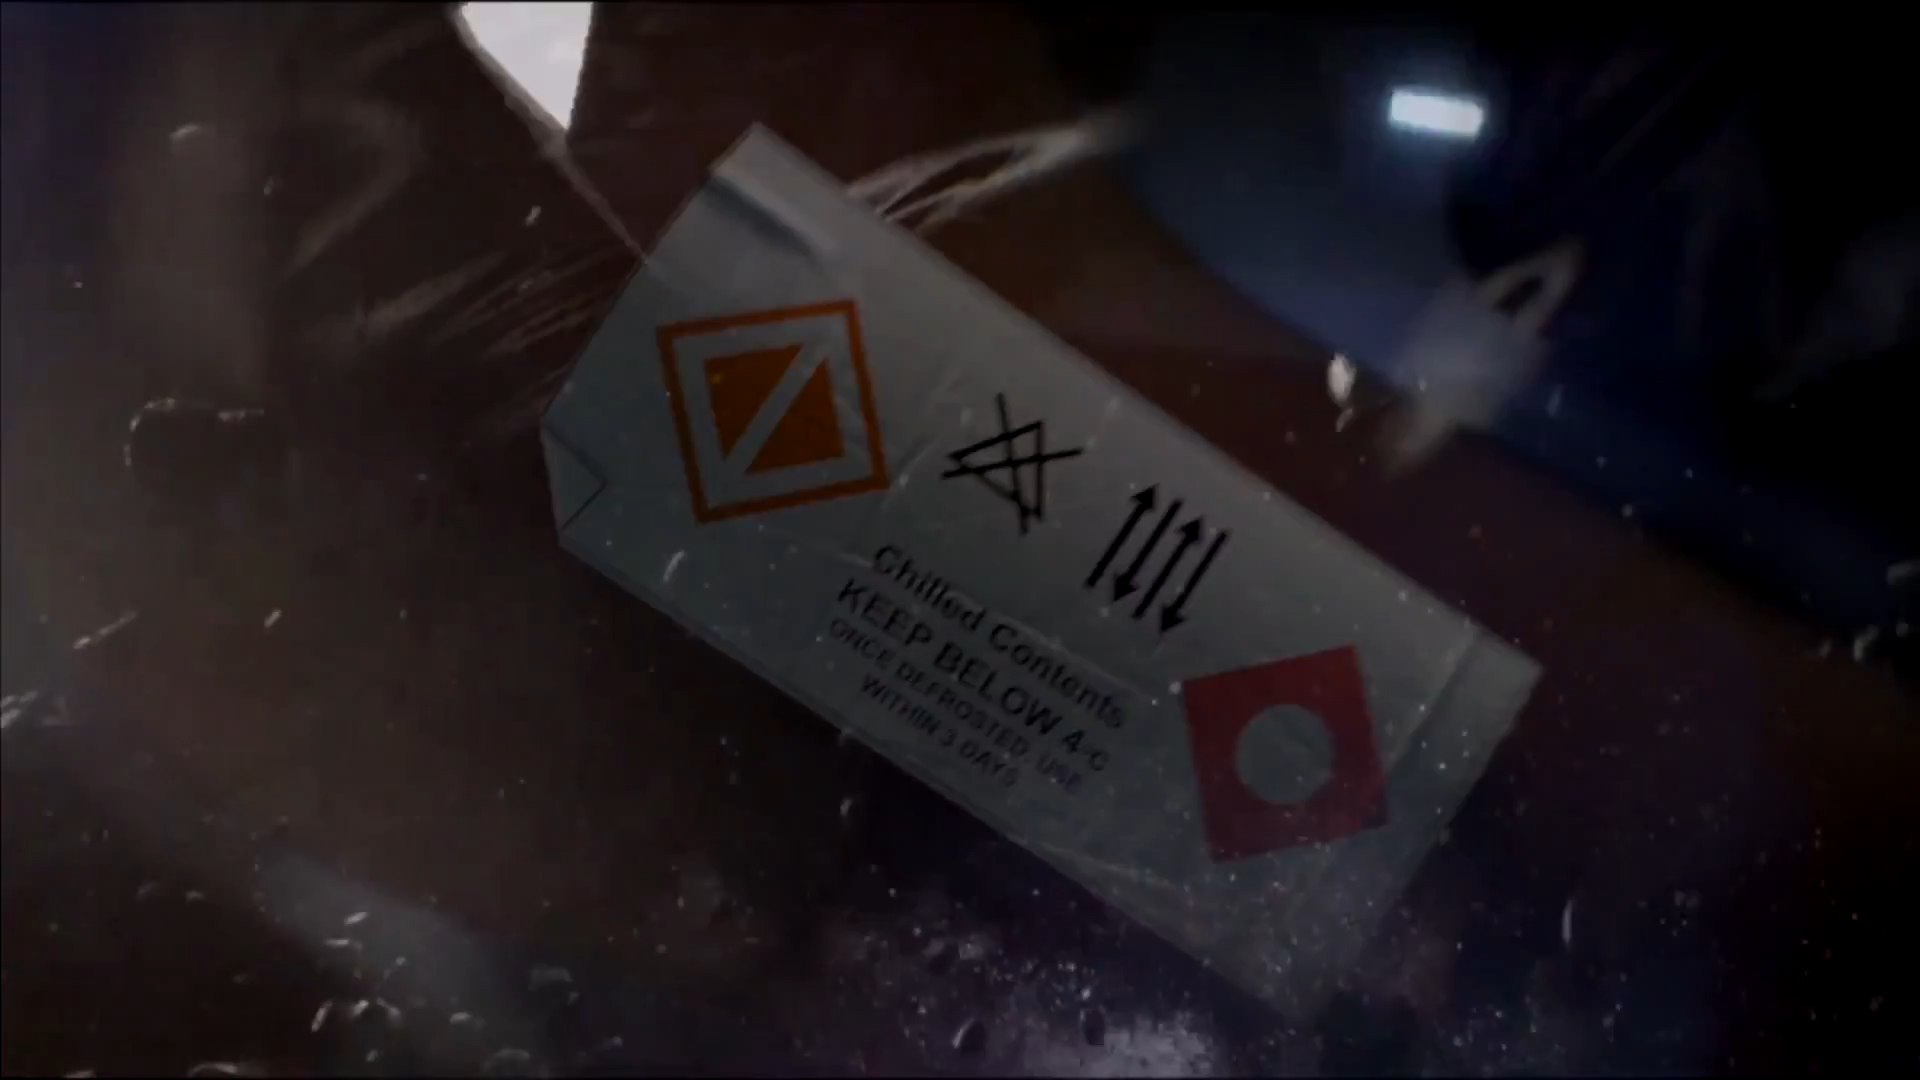 Chilled Contents
KEEP BELOW 4°C
ONCE DEFROSTED, USE
WITHIN 3 DAYS